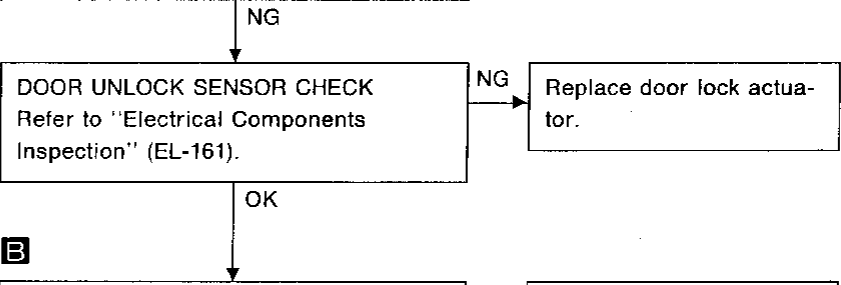 NG
DOOR UNLOCK SENSOR CHECK
Refer to "Electrical Components
Inspection" (EL-161).
NG
Replace door lock actua-
tor.
OK
B